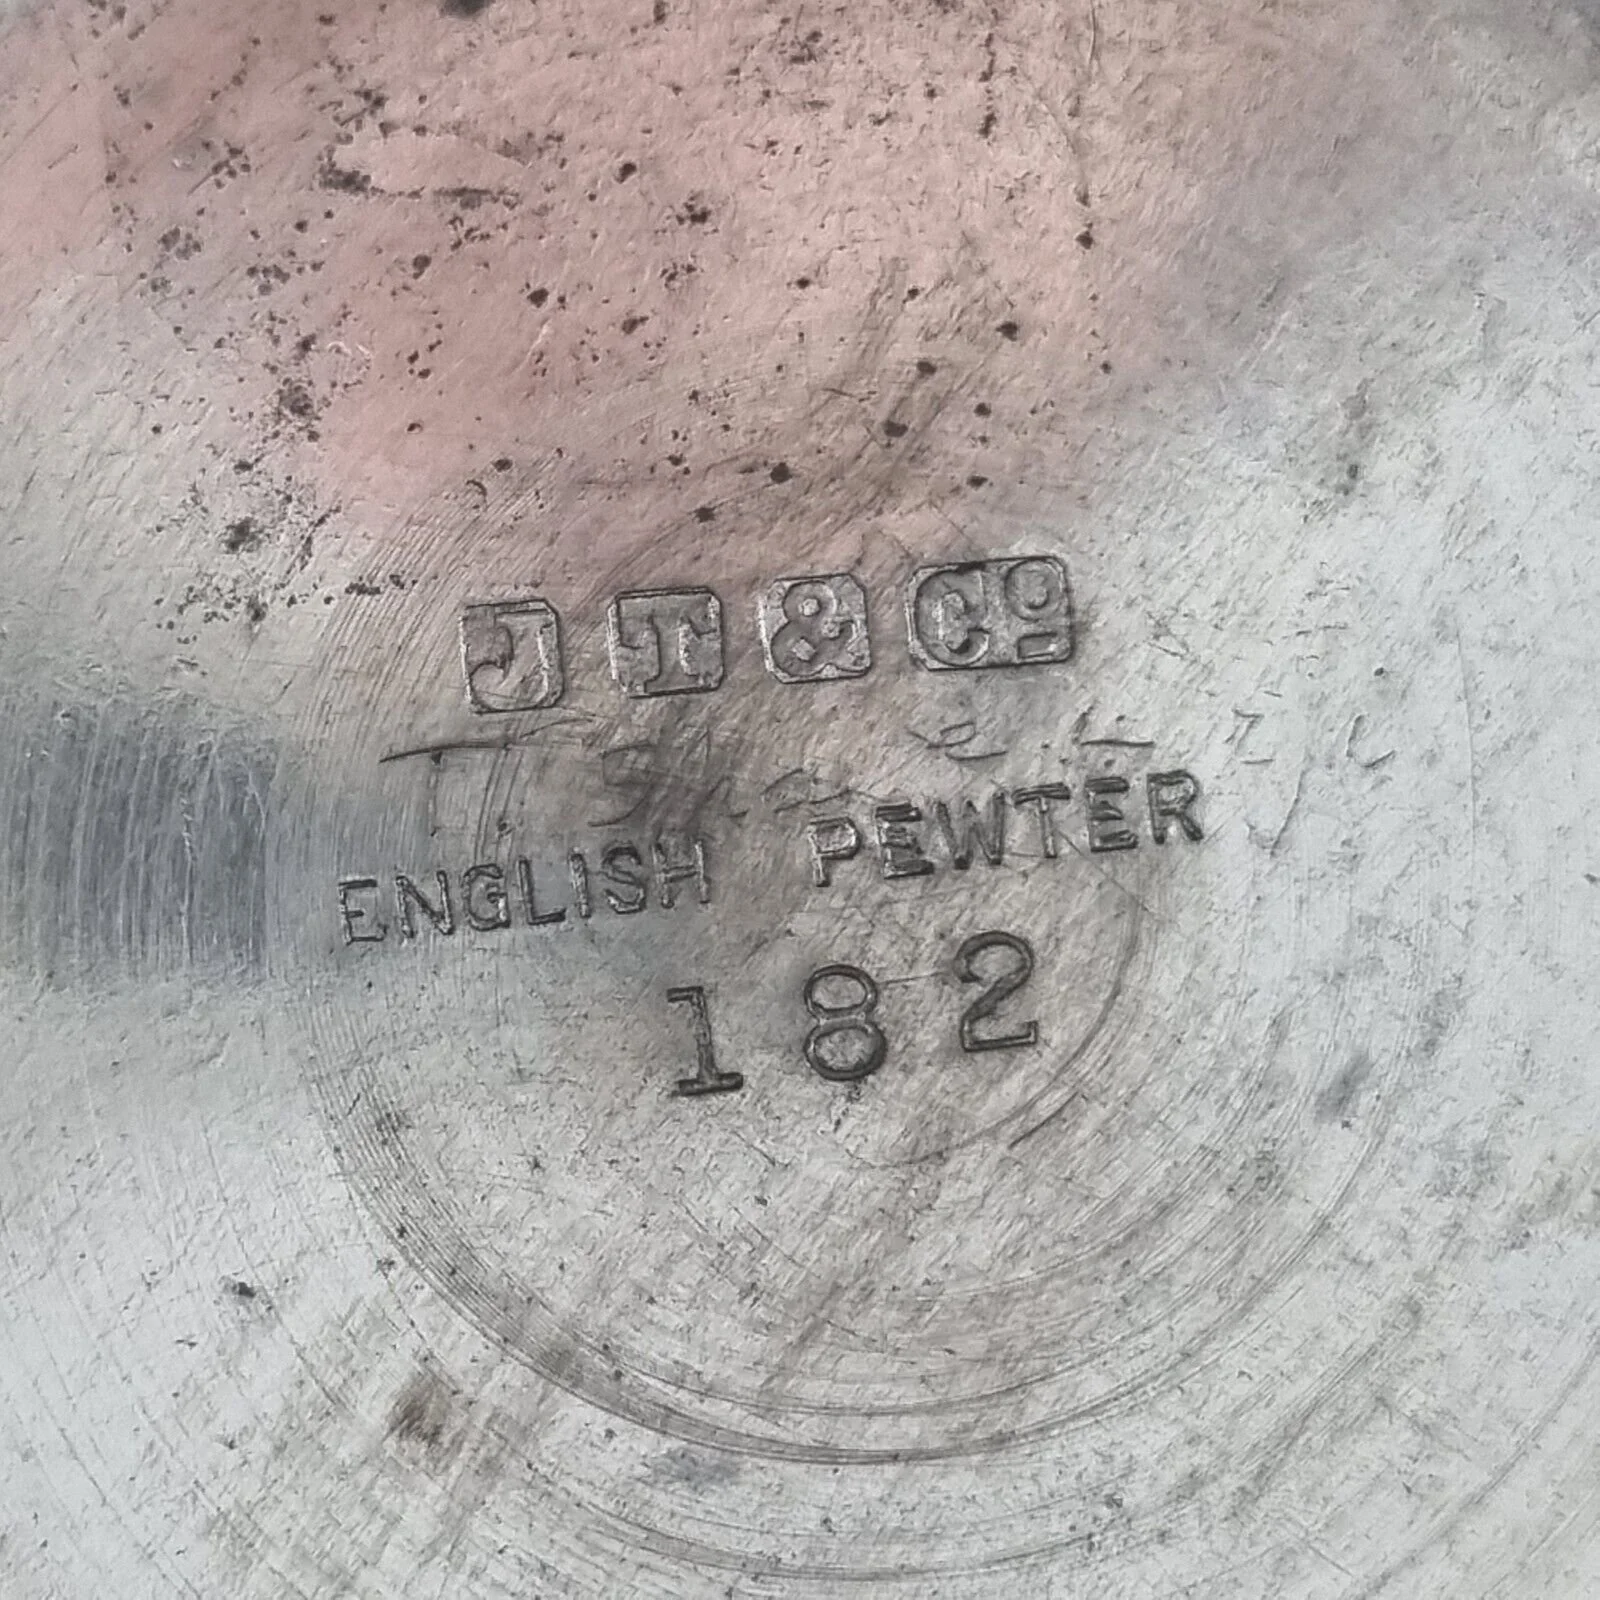 J T & Co
ENGLISH PEWTER
182